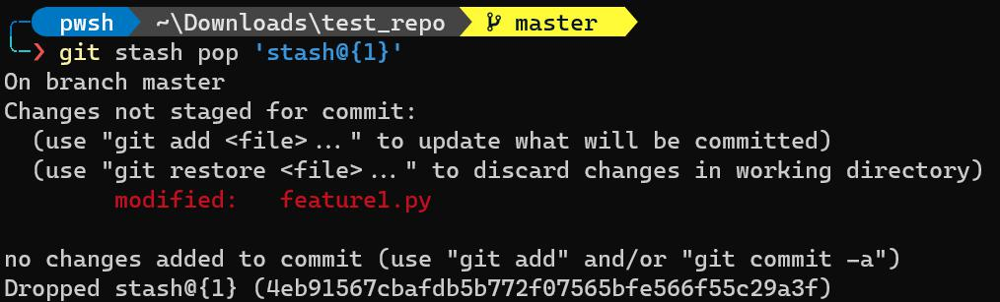 pwsh ~\Downloads\test_repo master
❯ git stash pop 'stash@{1}'
On branch master
Changes not staged for commit:
  (use "git add <file>..." to update what will be committed)
  (use "git restore <file>..." to discard changes in working directory)
        modified:   feature1.py

no changes added to commit (use "git add" and/or "git commit -a")
Dropped stash@{1} (4eb91567cbafdb5b772f07565bfe566f55c29a3f)